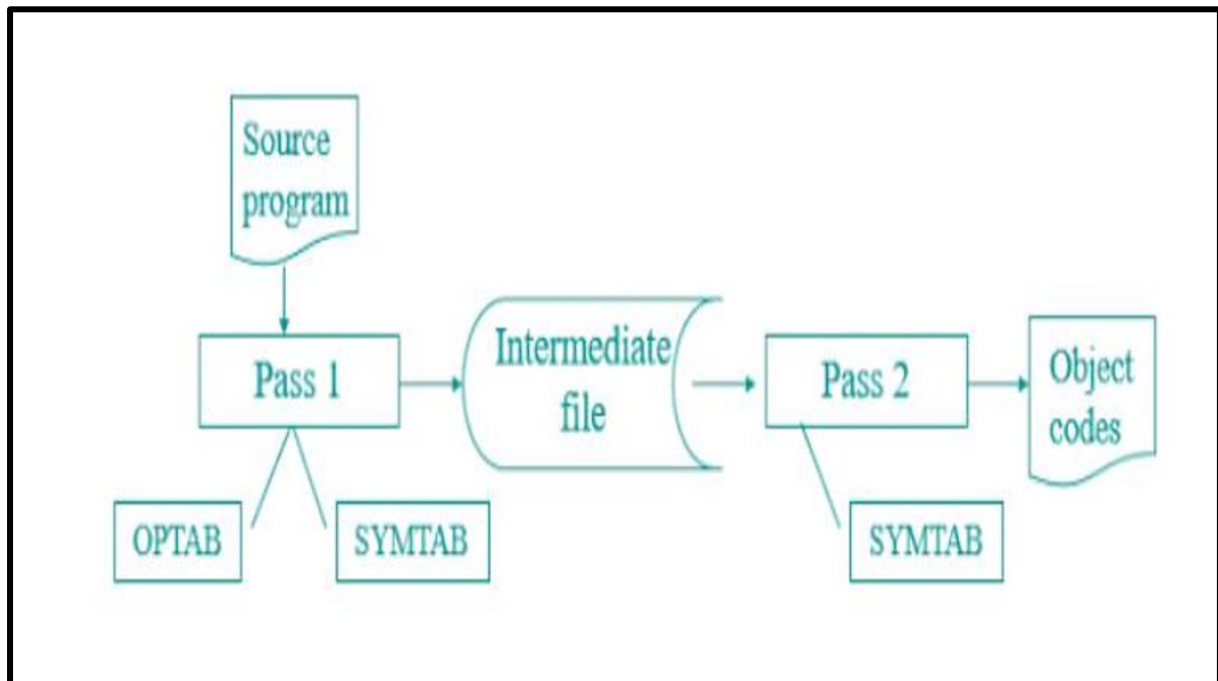 Source
program
Pass 1
Intermediate
file
Pass 2
Object
codes
OPTAB
SYMTAB
SYMTAB